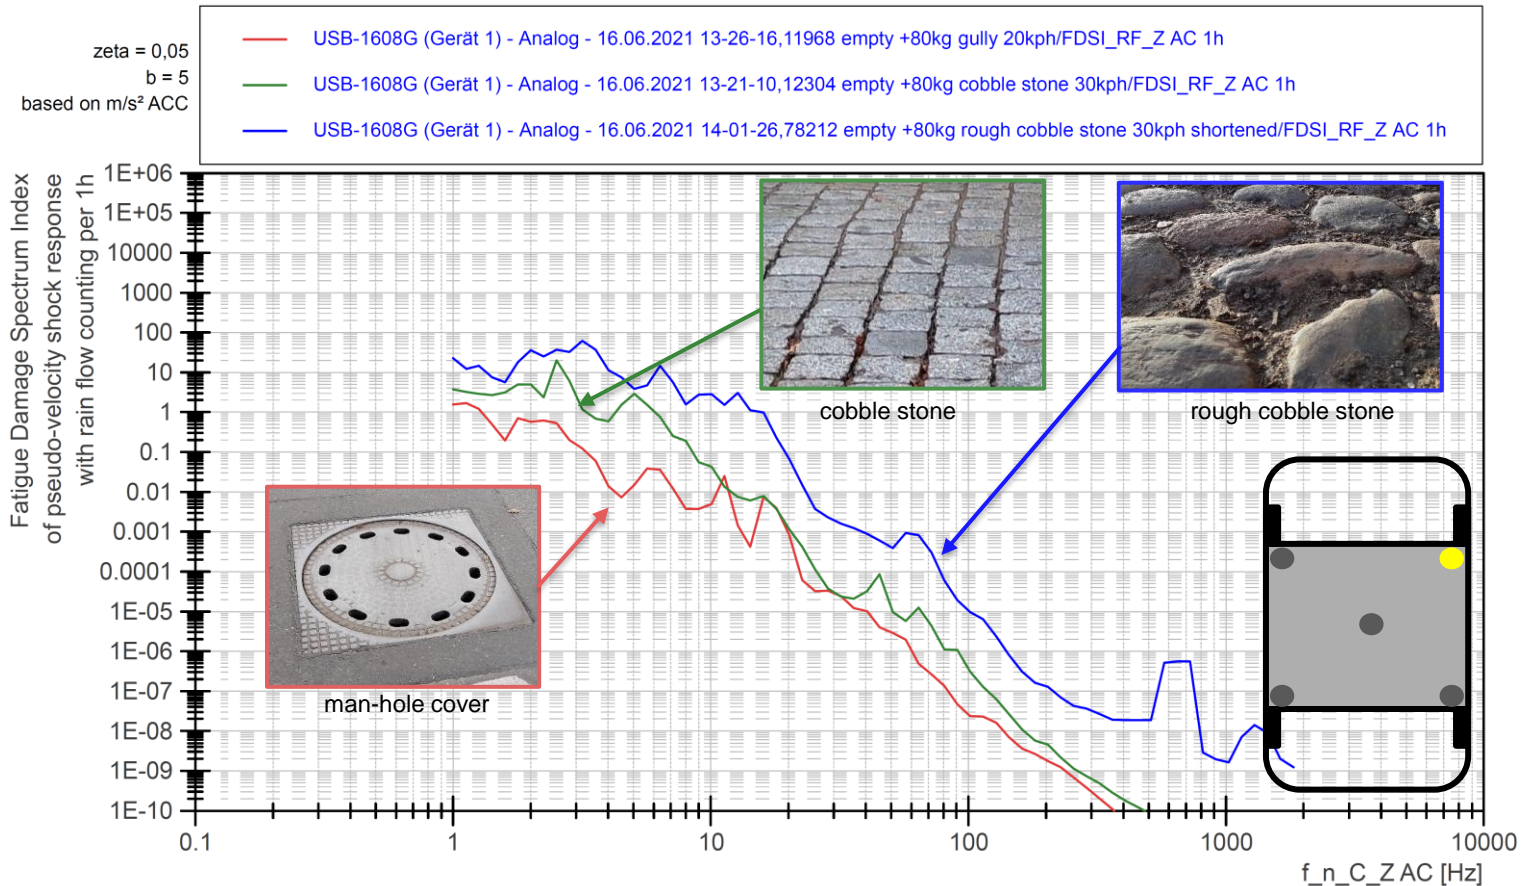 zeta = 0,05
b = 5
based on m/s² ACC
USB-1608G (Gerät 1) - Analog - 16.06.2021 13-26-16,11968 empty +80kg gully 20kph/FDSI_RF_Z AC 1h
USB-1608G (Gerät 1) - Analog - 16.06.2021 13-21-10,12304 empty +80kg cobble stone 30kph/FDSI_RF_Z AC 1h
USB-1608G (Gerät 1) - Analog - 16.06.2021 14-01-26,78212 empty +80kg rough cobble stone 30kph shortened/FDSI_RF_Z AC 1h
Fatigue Damage Spectrum Index
of pseudo-velocity shock response
with rain flow counting per 1h
1E+06
1E+05
10000
1000
100
10
1
0.1
0.01
0.001
0.0001
1E-05
1E-06
1E-07
1E-08
1E-09
1E-10
cobble stone
rough cobble stone
man-hole cover
0.1
1
10
100
1000
10000
f_n_C_Z AC [Hz]